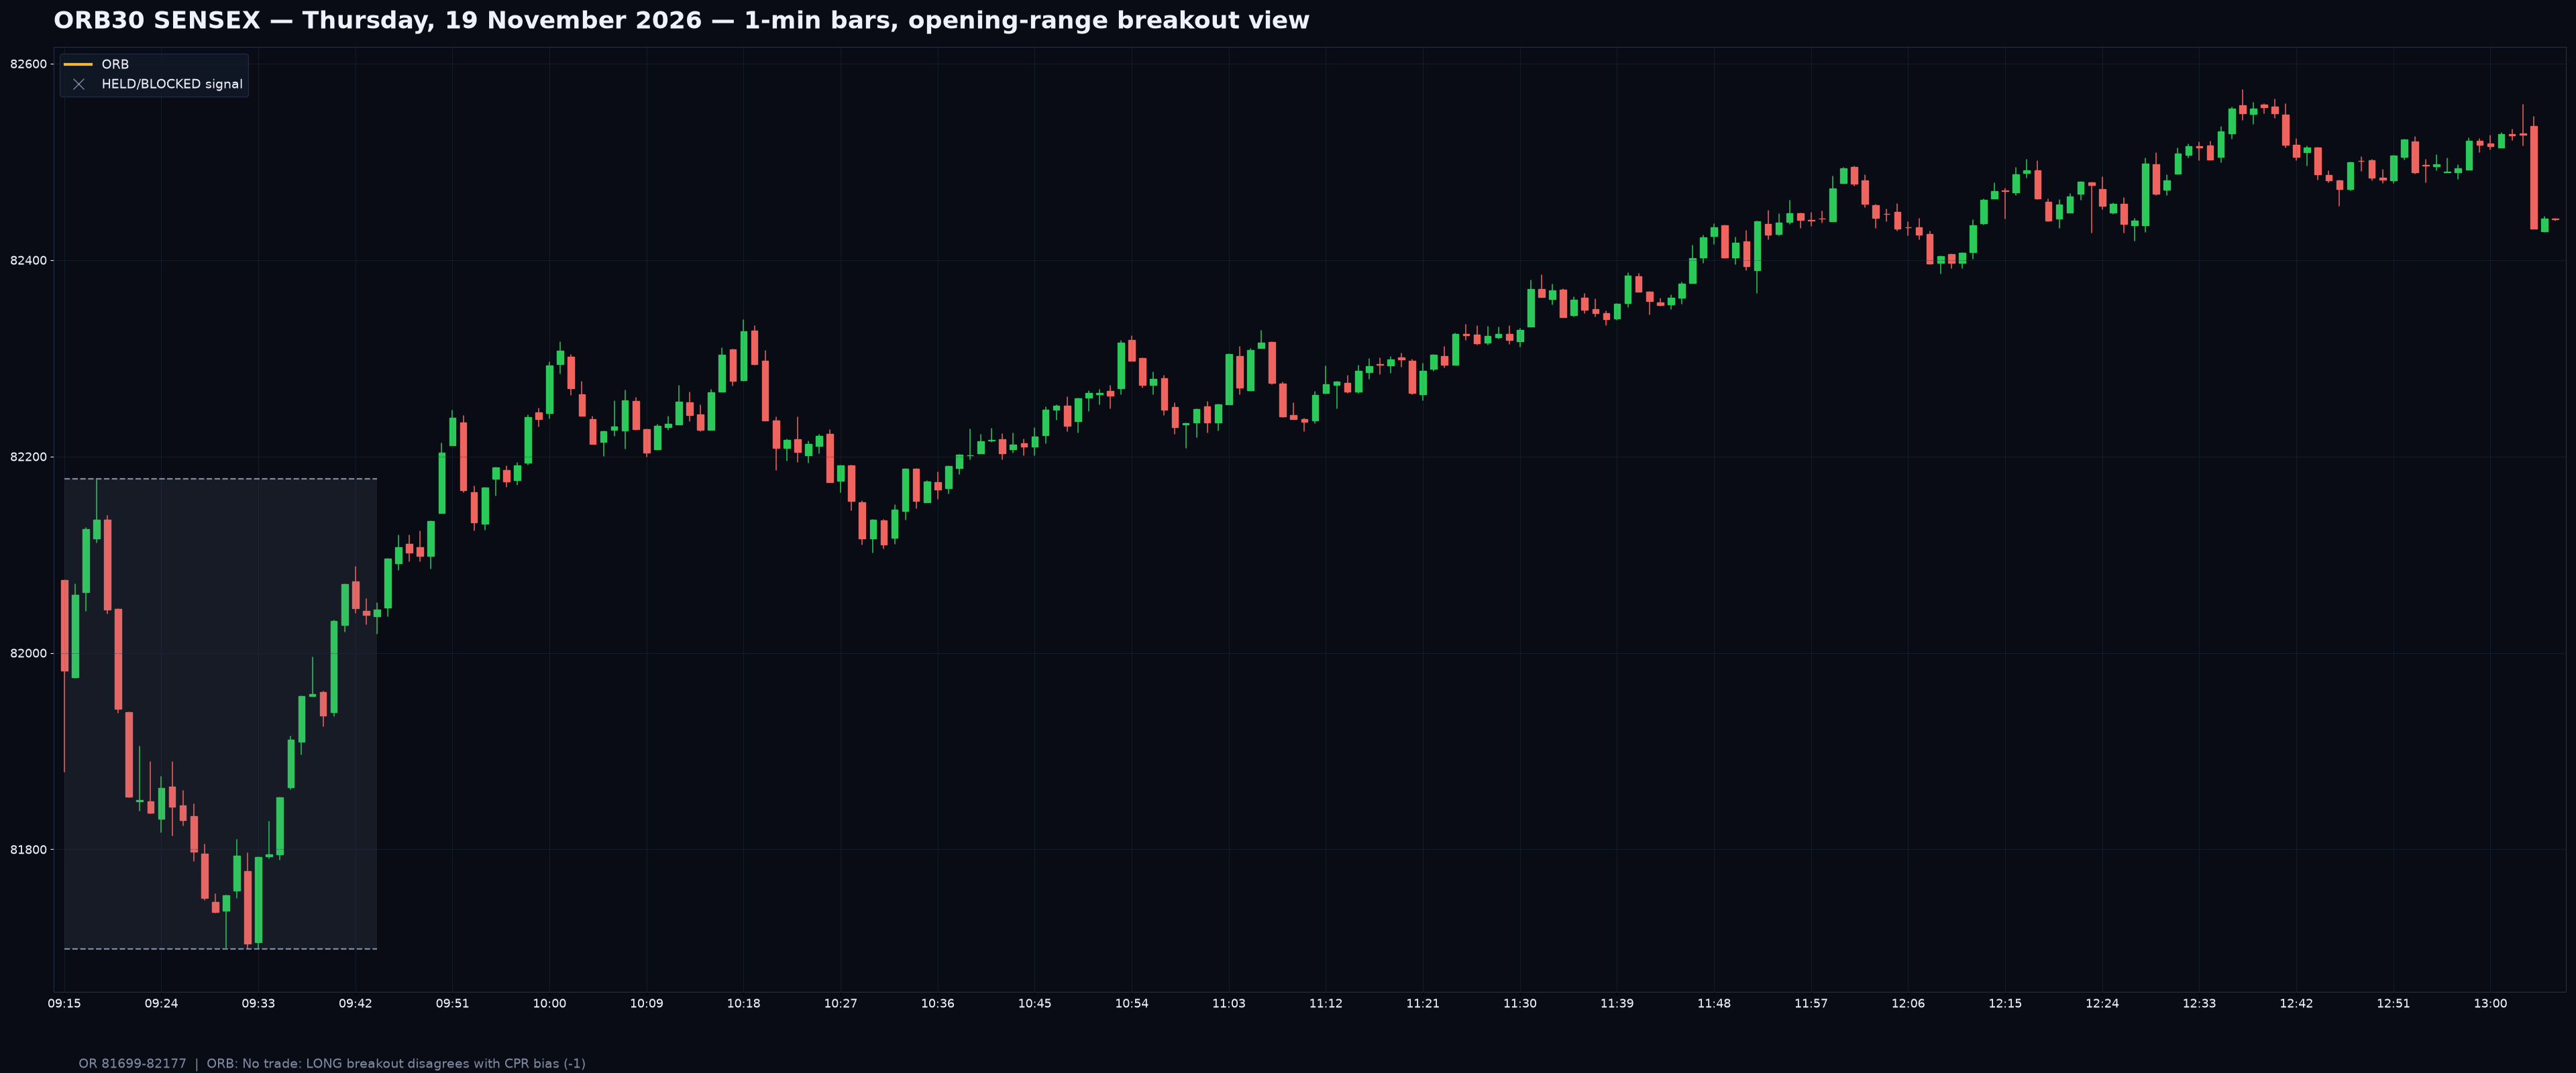 ORB30 SENSEX — Thursday, 19 November 2026 — 1-min bars, opening-range breakout view
ORB
HELD/BLOCKED signal
82600
82400
82200
82000
81800
09:15 09:24 09:33 09:42 09:51 10:00 10:09 10:18 10:27 10:36 10:45 10:54 11:03 11:12 11:21 11:30 11:39 11:48 11:57 12:06 12:15 12:24 12:33 12:42 12:51 13:00
OR 81699-82177 | ORB: No trade: LONG breakout disagrees with CPR bias (-1)